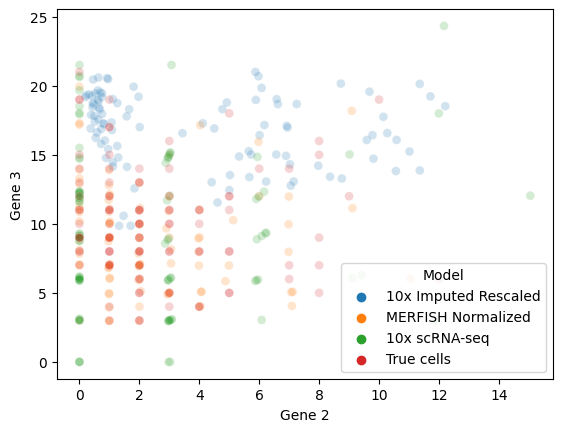 25
20
15
10
5
0
Gene 3
0
2
4
6
8
10
12
14
Gene 2
Model
10x Imputed Rescaled
MERFISH Normalized
10x scRNA-seq
True cells